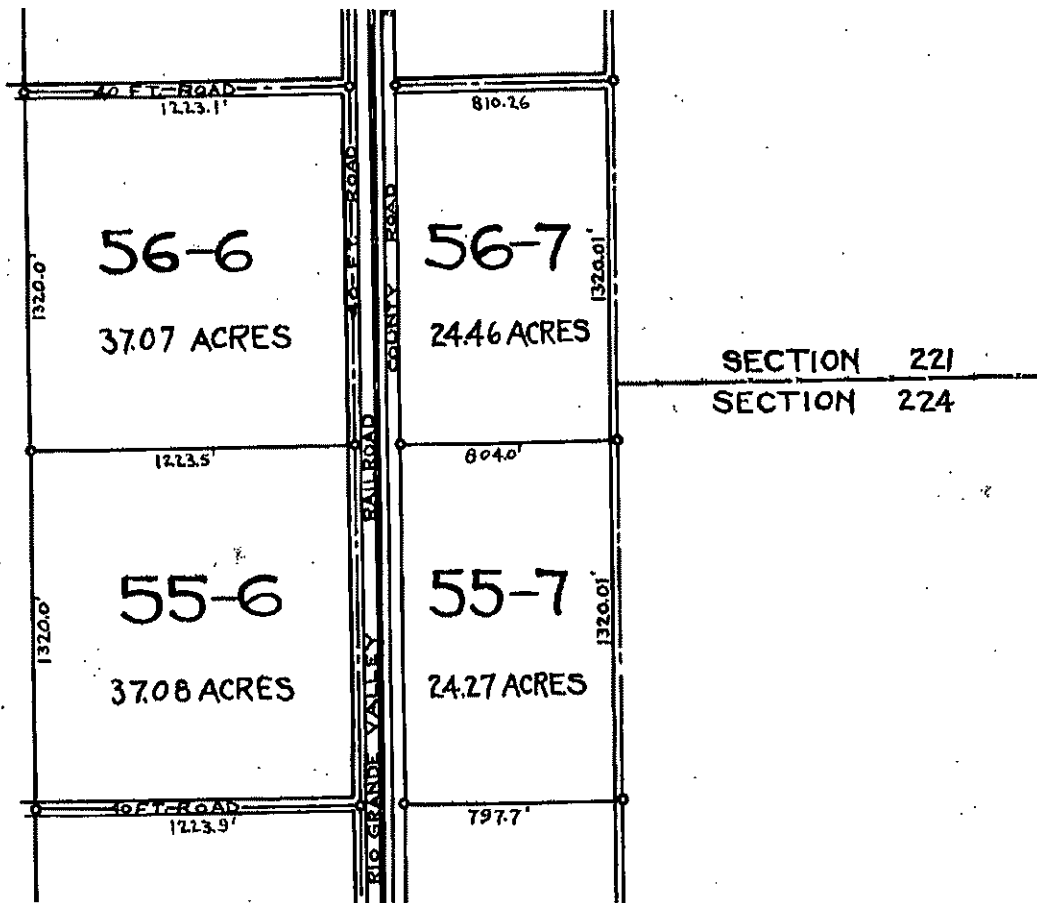 40 FT. ROAD
1223.1'
810.26
40-FT.-ROAD
COUNTY ROAD
56-6
56-7
1320.0'
1320.01'
37.07 ACRES
24.46 ACRES
SECTION 221
SECTION 224
1223.5'
804.0'
RIO GRANDE VALLEY RAILROAD
55-6
55-7
1320.0'
1320.01'
37.08 ACRES
24.27 ACRES
40 FT. ROAD
1223.9'
797.7'